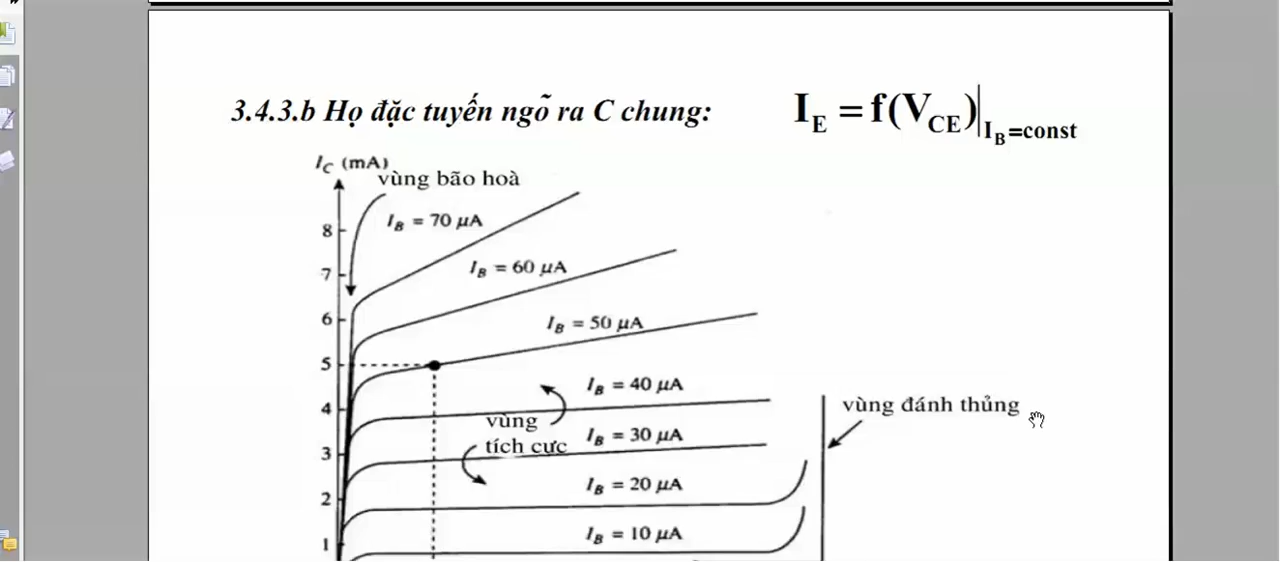 3.4.3.b Họ đặc tuyến ngõ ra C chung: I_E = f(V_CE)|I_B=const
I_C (mA)
vùng bão hoà
I_B = 70 μA
8
7
I_B = 60 μA
6
I_B = 50 μA
5
I_B = 40 μA
4
vùng đánh thủng
vùng
tích cực
I_B = 30 μA
3
I_B = 20 μA
2
I_B = 10 μA
1